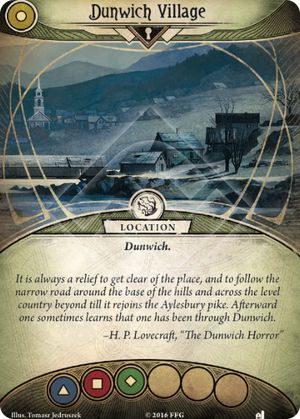 Dunwich Village
LOCATION
Dunwich.
It is always a relief to get clear of the place, and to follow the
narrow road around the base of the hills and across the level
country beyond till it rejoins the Aylesbury pike. Afterward
one sometimes learns that one has been through Dunwich.
–H. P. Lovecraft, “The Dunwich Horror”
Illus. Tomasz Jedruszek
© 2016 FFG